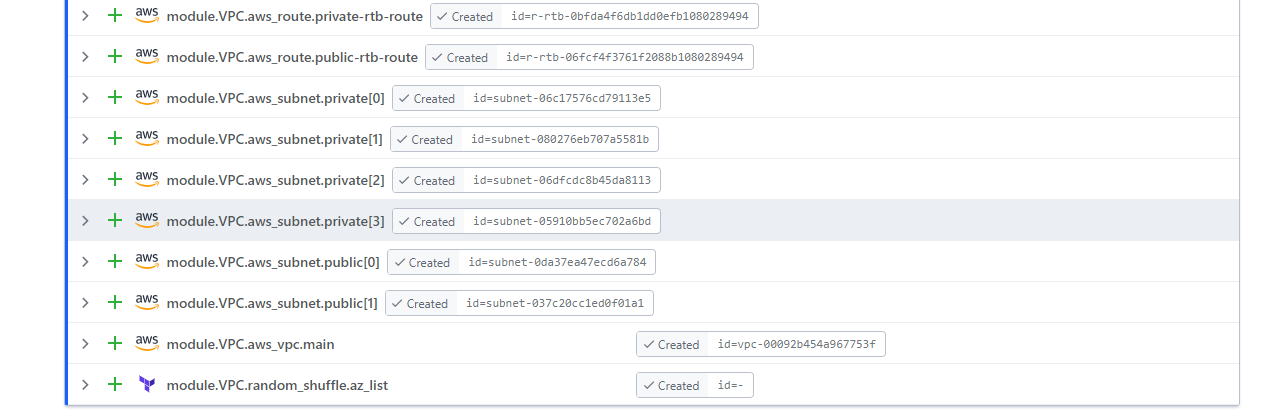 aws module.VPC.aws_route.private-rtb-route Created id=r-rtb-0bfda4f6db1dd0efb1080289494
aws module.VPC.aws_route.public-rtb-route Created id=r-rtb-06fcf4f3761f2088b1080289494
aws module.VPC.aws_subnet.private[0] Created id=subnet-06c17576cd79113e5
aws module.VPC.aws_subnet.private[1] Created id=subnet-080276eb707a5581b
aws module.VPC.aws_subnet.private[2] Created id=subnet-06dfcdc8b45da8113
aws module.VPC.aws_subnet.private[3] Created id=subnet-05910bb5ec702a6bd
aws module.VPC.aws_subnet.public[0] Created id=subnet-0da37ea47ecd6a784
aws module.VPC.aws_subnet.public[1] Created id=subnet-037c20cc1ed0f01a1
aws module.VPC.aws_vpc.main Created id=vpc-00092b454a967753f
module.VPC.random_shuffle.az_list Created id=-